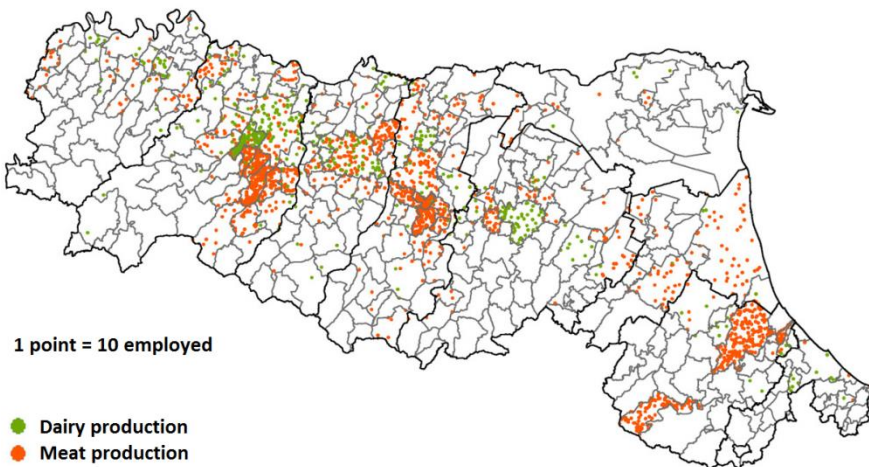 1 point = 10 employed
Dairy production
Meat production